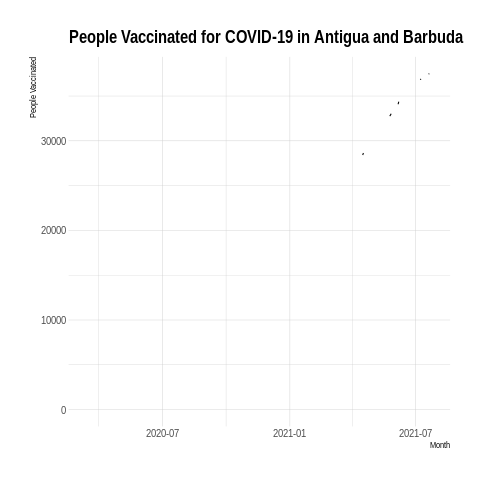 People Vaccinated for COVID-19 in Antigua and Barbuda
People Vaccinated
30000
20000
10000
0
2020-07
2021-01
2021-07
Month